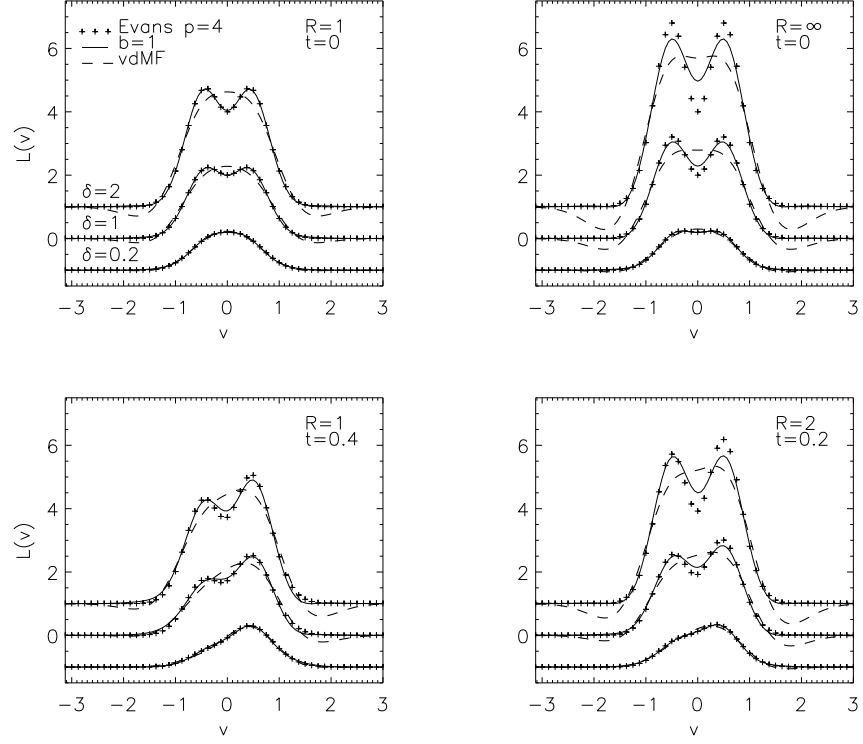 Evans p=4
b=1
vdMF
R=1
t=0
δ=2
δ=1
δ=0.2
L(v)
6
4
2
0
−3 −2 −1 0 1 2 3
v
R=∞
t=0
L(v)
6
4
2
0
−3 −2 −1 0 1 2 3
v
R=1
t=0.4
L(v)
6
4
2
0
−3 −2 −1 0 1 2 3
v
R=2
t=0.2
6
4
2
0
−3 −2 −1 0 1 2 3
v